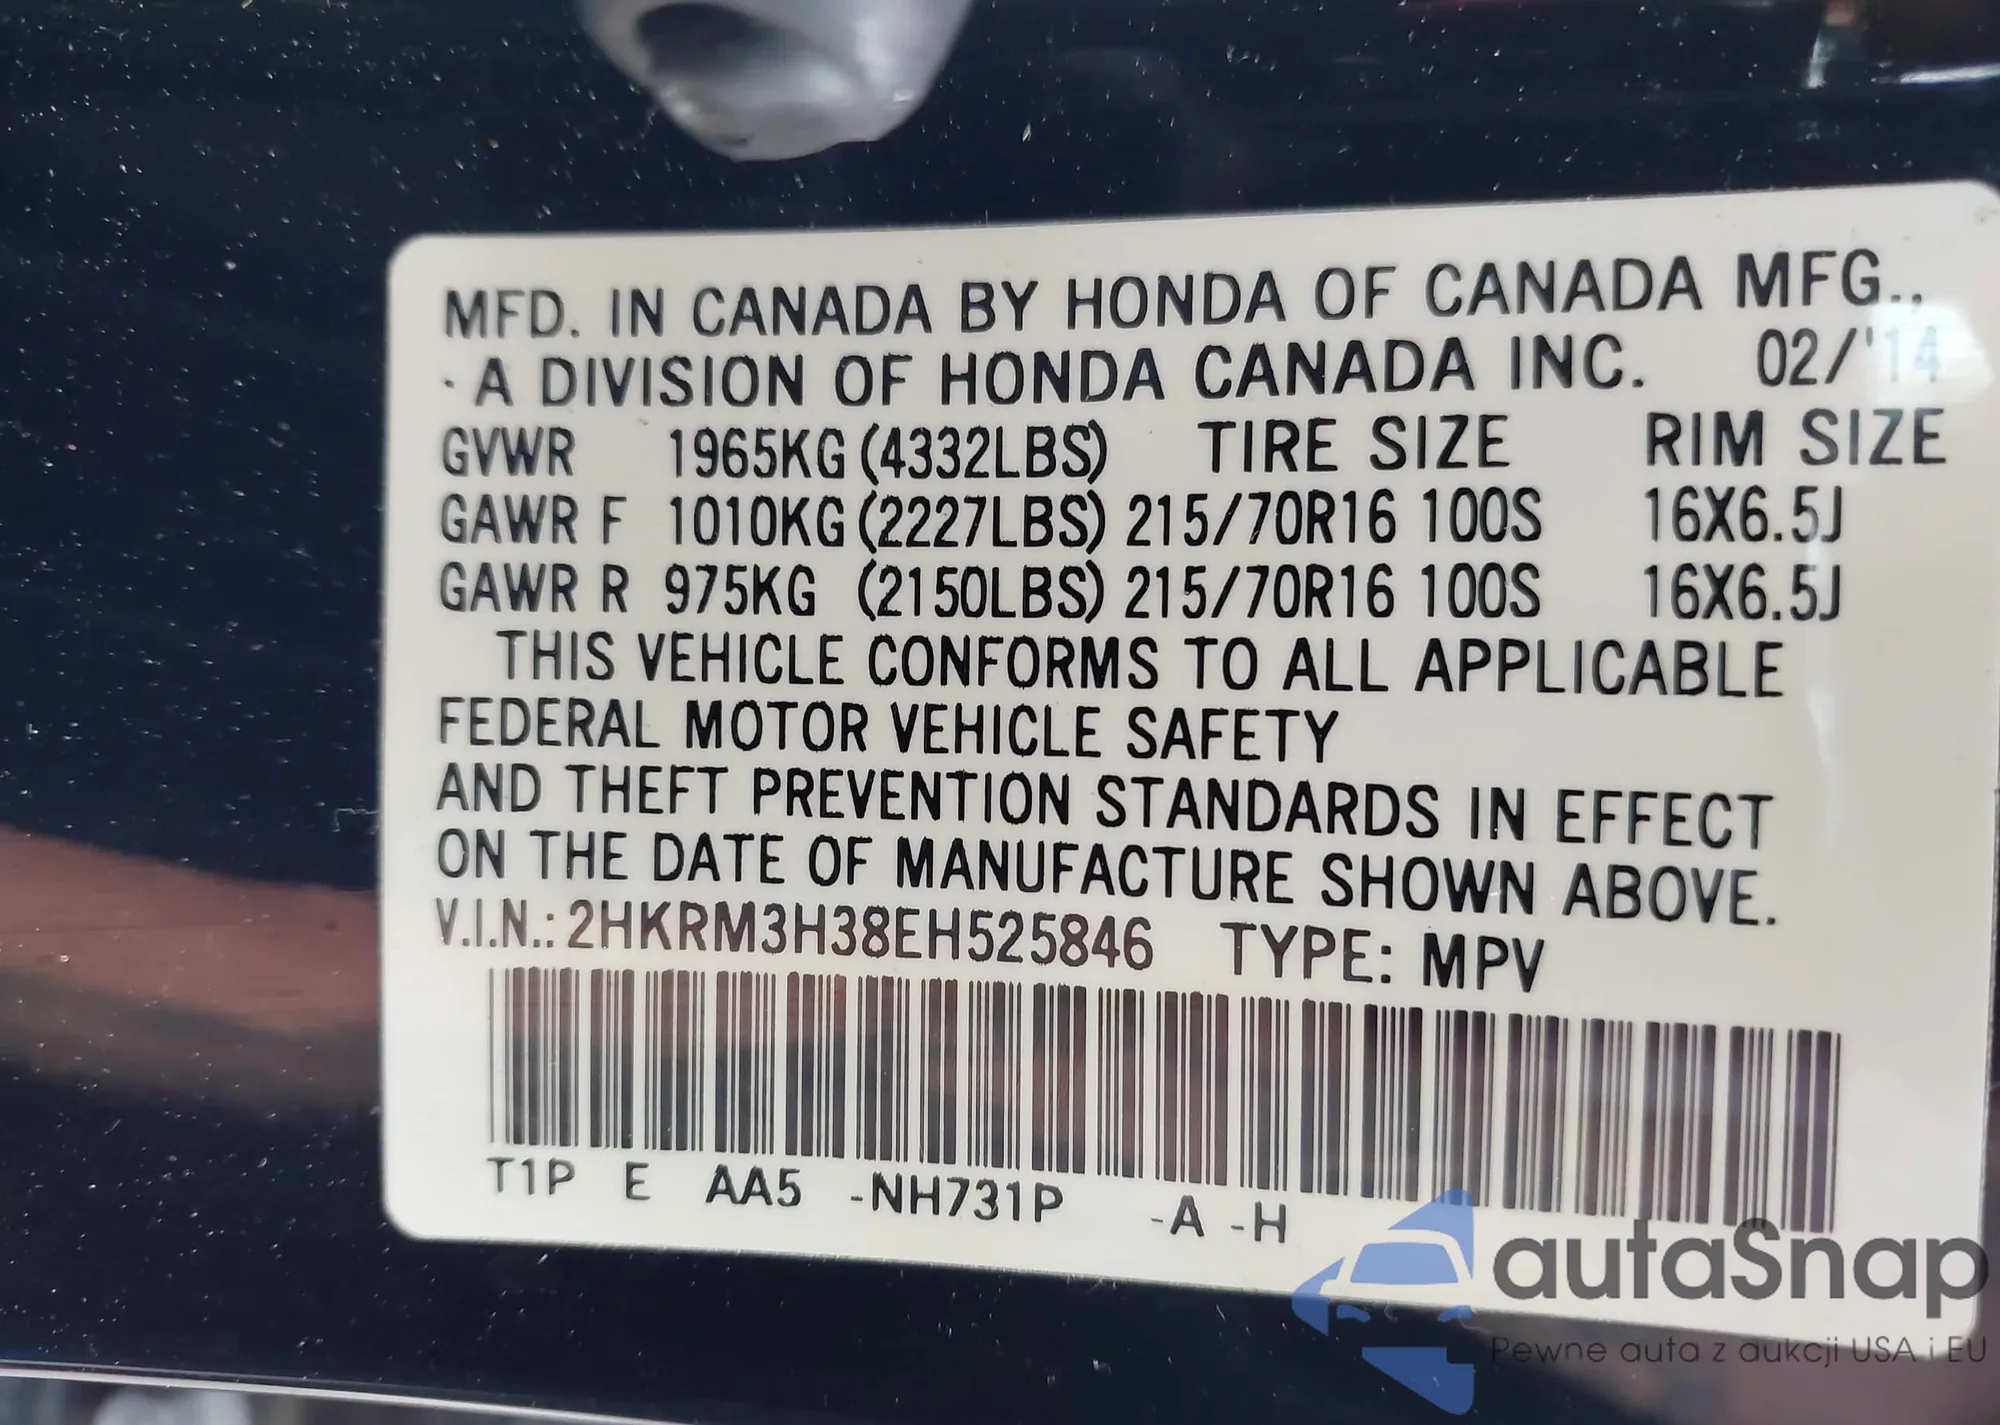 MFD. IN CANADA BY HONDA OF CANADA MFG.,
· A DIVISION OF HONDA CANADA INC. 02/'14
GVWR 1965KG (4332LBS) TIRE SIZE RIM SIZE
GAWR F 1010KG (2227LBS) 215/70R16 100S 16X6.5J
GAWR R 975KG (2150LBS) 215/70R16 100S 16X6.5J
THIS VEHICLE CONFORMS TO ALL APPLICABLE
FEDERAL MOTOR VEHICLE SAFETY
AND THEFT PREVENTION STANDARDS IN EFFECT
ON THE DATE OF MANUFACTURE SHOWN ABOVE.
V.I.N.: 2HKRM3H38EH525846 TYPE: MPV
T1P E AA5 -NH731P -A -H
autaSnap
Pewne auta z aukcji USA i EU